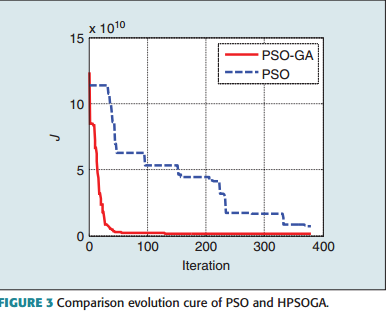 x 10^10
15
10
5
0
J
PSO-GA
PSO
0 100 200 300 400
Iteration
FIGURE 3 Comparison evolution cure of PSO and HPSOGA.